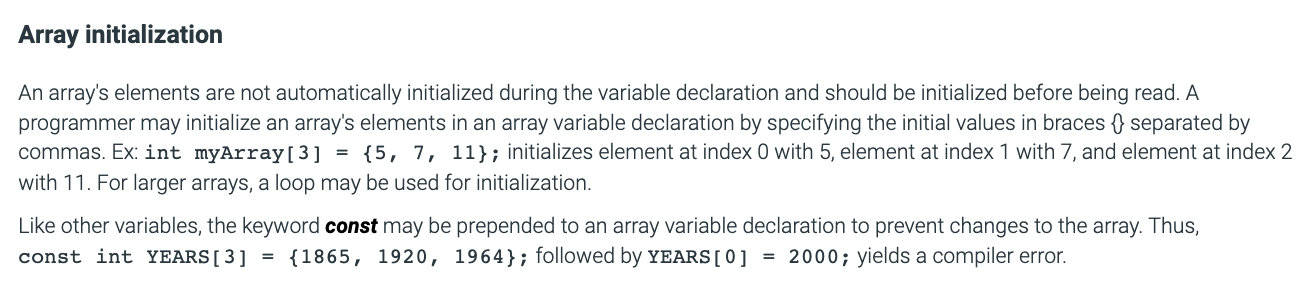 Array initialization
An array's elements are not automatically initialized during the variable declaration and should be initialized before being read. A
programmer may initialize an array's elements in an array variable declaration by specifying the initial values in braces {} separated by
commas. Ex: int myArray[3] = {5, 7, 11}; initializes element at index 0 with 5, element at index 1 with 7, and element at index 2
with 11. For larger arrays, a loop may be used for initialization.
Like other variables, the keyword const may be prepended to an array variable declaration to prevent changes to the array. Thus,
const int YEARS[3] = {1865, 1920, 1964}; followed by YEARS[0] = 2000; yields a compiler error.